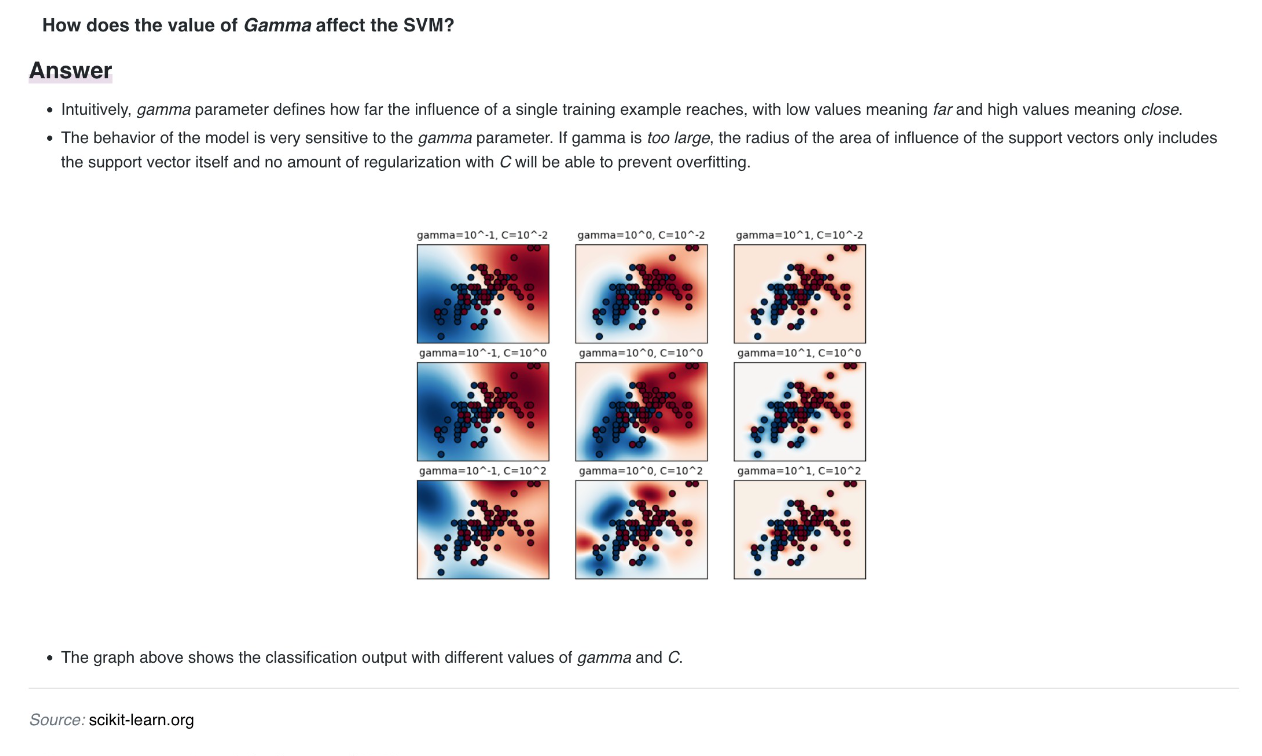 How does the value of Gamma affect the SVM?
Answer
• Intuitively, gamma parameter defines how far the influence of a single training example reaches, with low values meaning far and high values meaning close.
• The behavior of the model is very sensitive to the gamma parameter. If gamma is too large, the radius of the area of influence of the support vectors only includes
the support vector itself and no amount of regularization with C will be able to prevent overfitting.
gamma=10^-1, C=10^-2 gamma=10^0, C=10^-2 gamma=10^1, C=10^-2
gamma=10^-1, C=10^0 gamma=10^0, C=10^0 gamma=10^1, C=10^0
gamma=10^-1, C=10^2 gamma=10^0, C=10^2 gamma=10^1, C=10^2
• The graph above shows the classification output with different values of gamma and C.
Source: scikit-learn.org